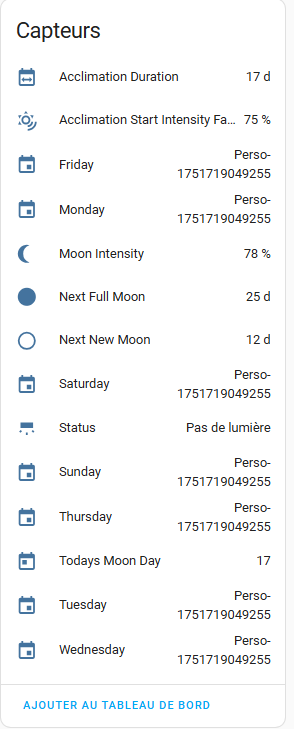 Capteurs
Acclimation Duration 17 d
Acclimation Start Intensity Fa... 75 %
Friday Perso-
1751719049255
Monday Perso-
1751719049255
Moon Intensity 78 %
Next Full Moon 25 d
Next New Moon 12 d
Saturday Perso-
1751719049255
Status Pas de lumière
Sunday Perso-
1751719049255
Thursday Perso-
1751719049255
Todays Moon Day 17
Tuesday Perso-
1751719049255
Wednesday Perso-
1751719049255
AJOUTER AU TABLEAU DE BORD